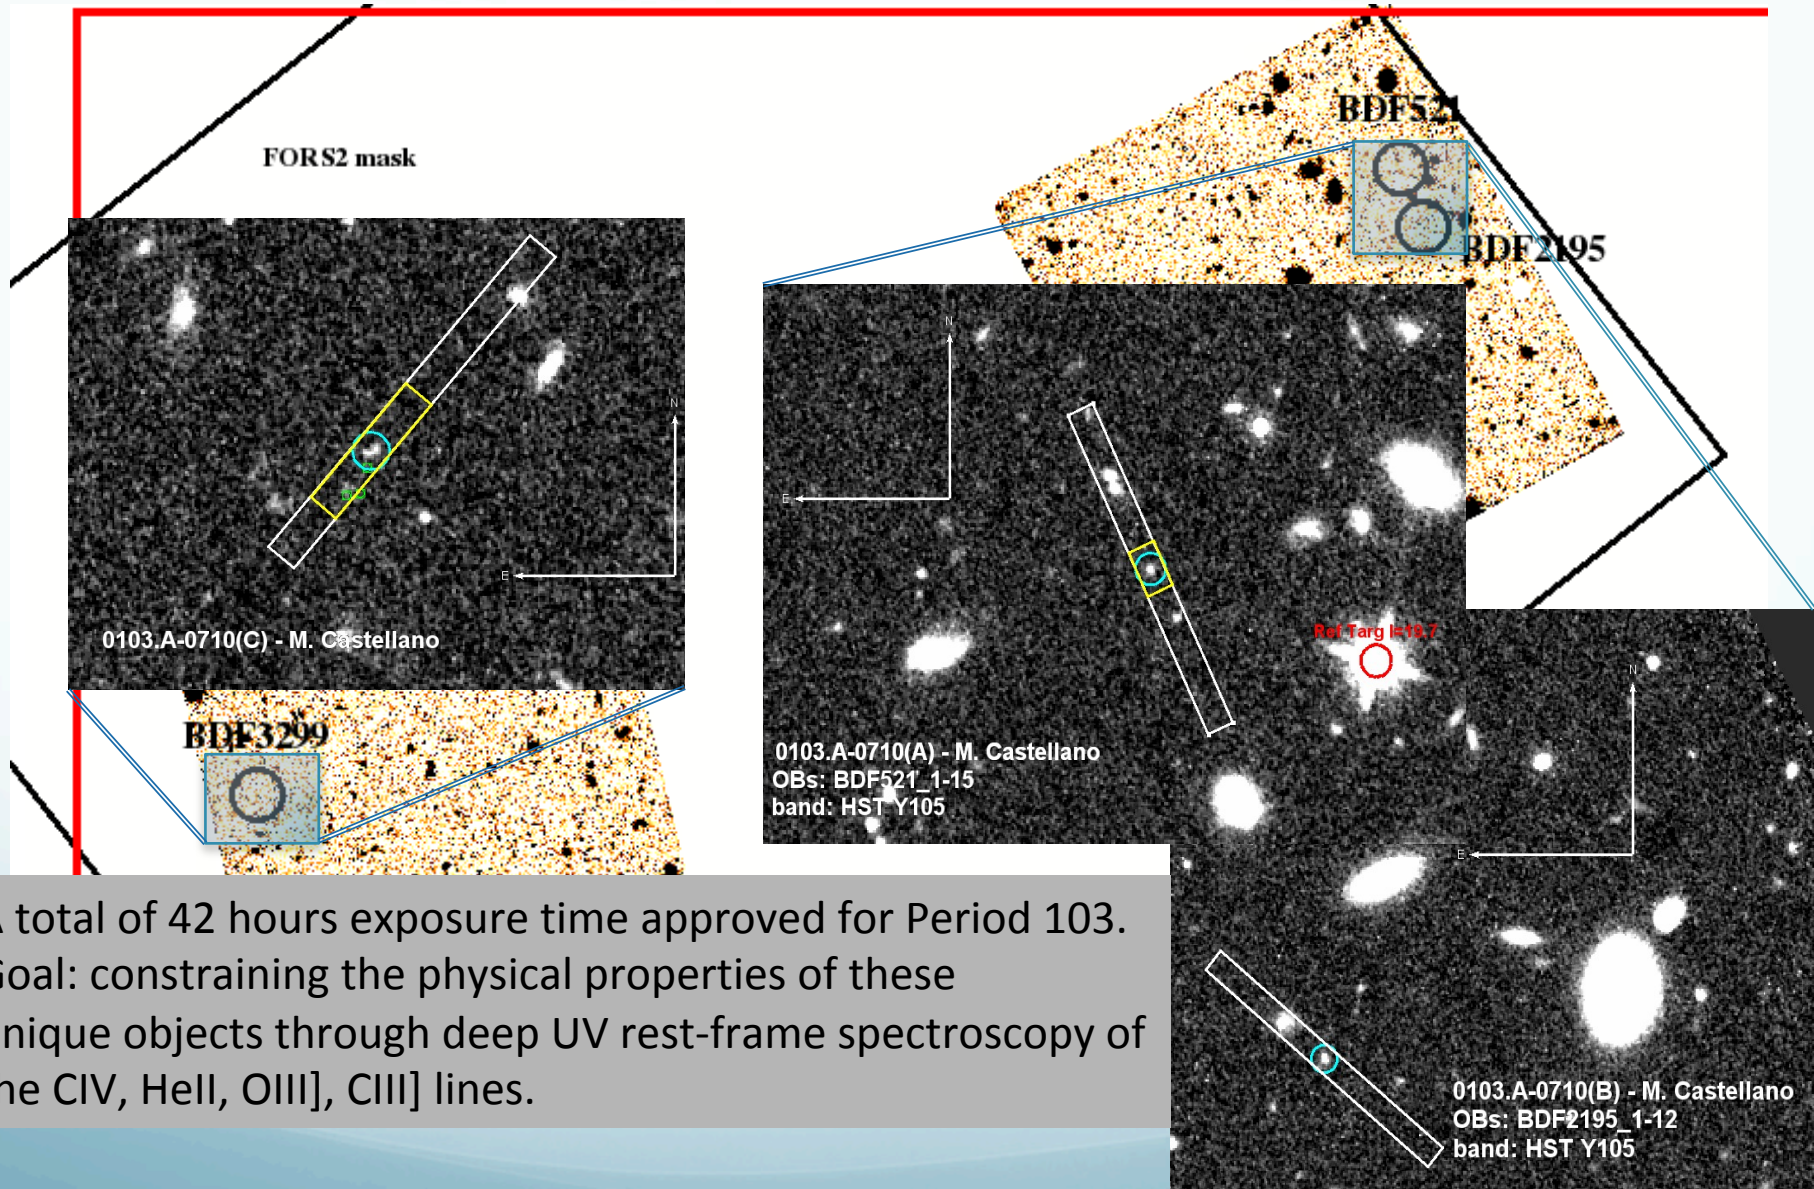 BDF521
FORS2 mask
BDF2195
N
E
0103.A-0710(C) - M. Castellano
N
E
Ref Targ I=19.7
0103.A-0710(A) - M. Castellano
OBs: BDF521_1-15
band: HST Y105
BDF3299
N
E
total of 42 hours exposure time approved for Period 103.
Goal: constraining the physical properties of these
nique objects through deep UV rest-frame spectroscopy of
he CIV, HeII, OIII], CIII] lines.
0103.A-0710(B) - M. Castellano
OBs: BDF2195_1-12
band: HST Y105